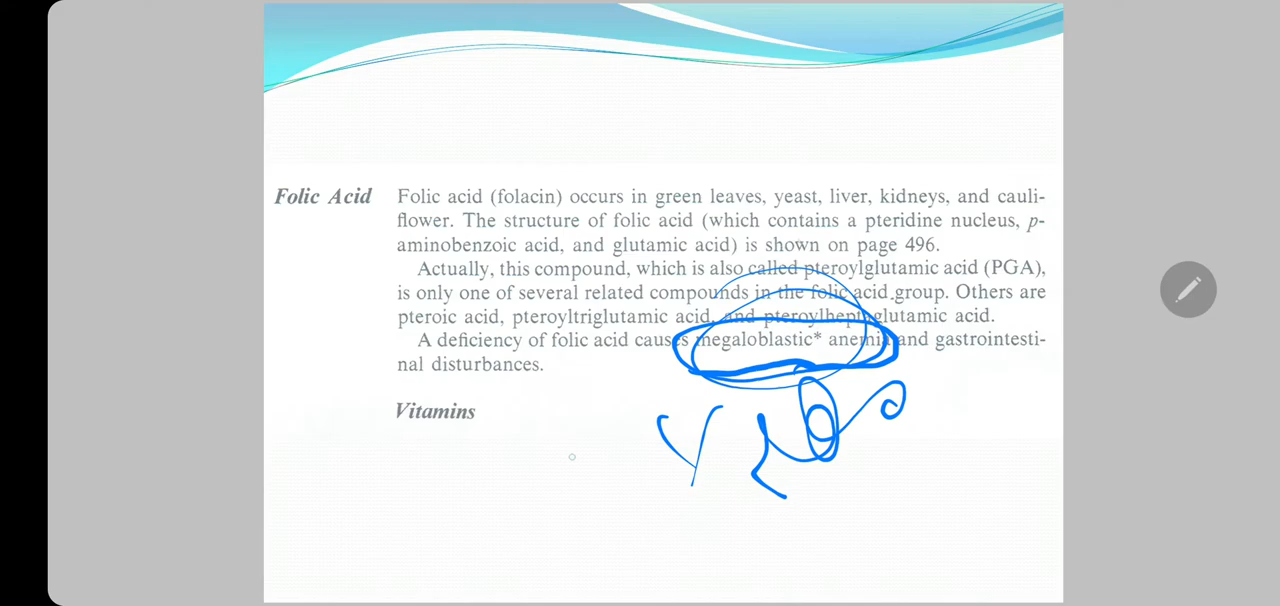 Folic Acid Folic acid (folacin) occurs in green leaves, yeast, liver, kidneys, and cauli-
flower. The structure of folic acid (which contains a pteridine nucleus, p-
aminobenzoic acid, and glutamic acid) is shown on page 496.
Actually, this compound, which is also called pteroylglutamic acid (PGA),
is only one of several related compounds in the folic acid group. Others are
pteroic acid, pteroyltriglutamic acid, and pteroylheptaglutamic acid.
A deficiency of folic acid causes megaloblastic* anemia and gastrointesti-
nal disturbances.
Vitamins